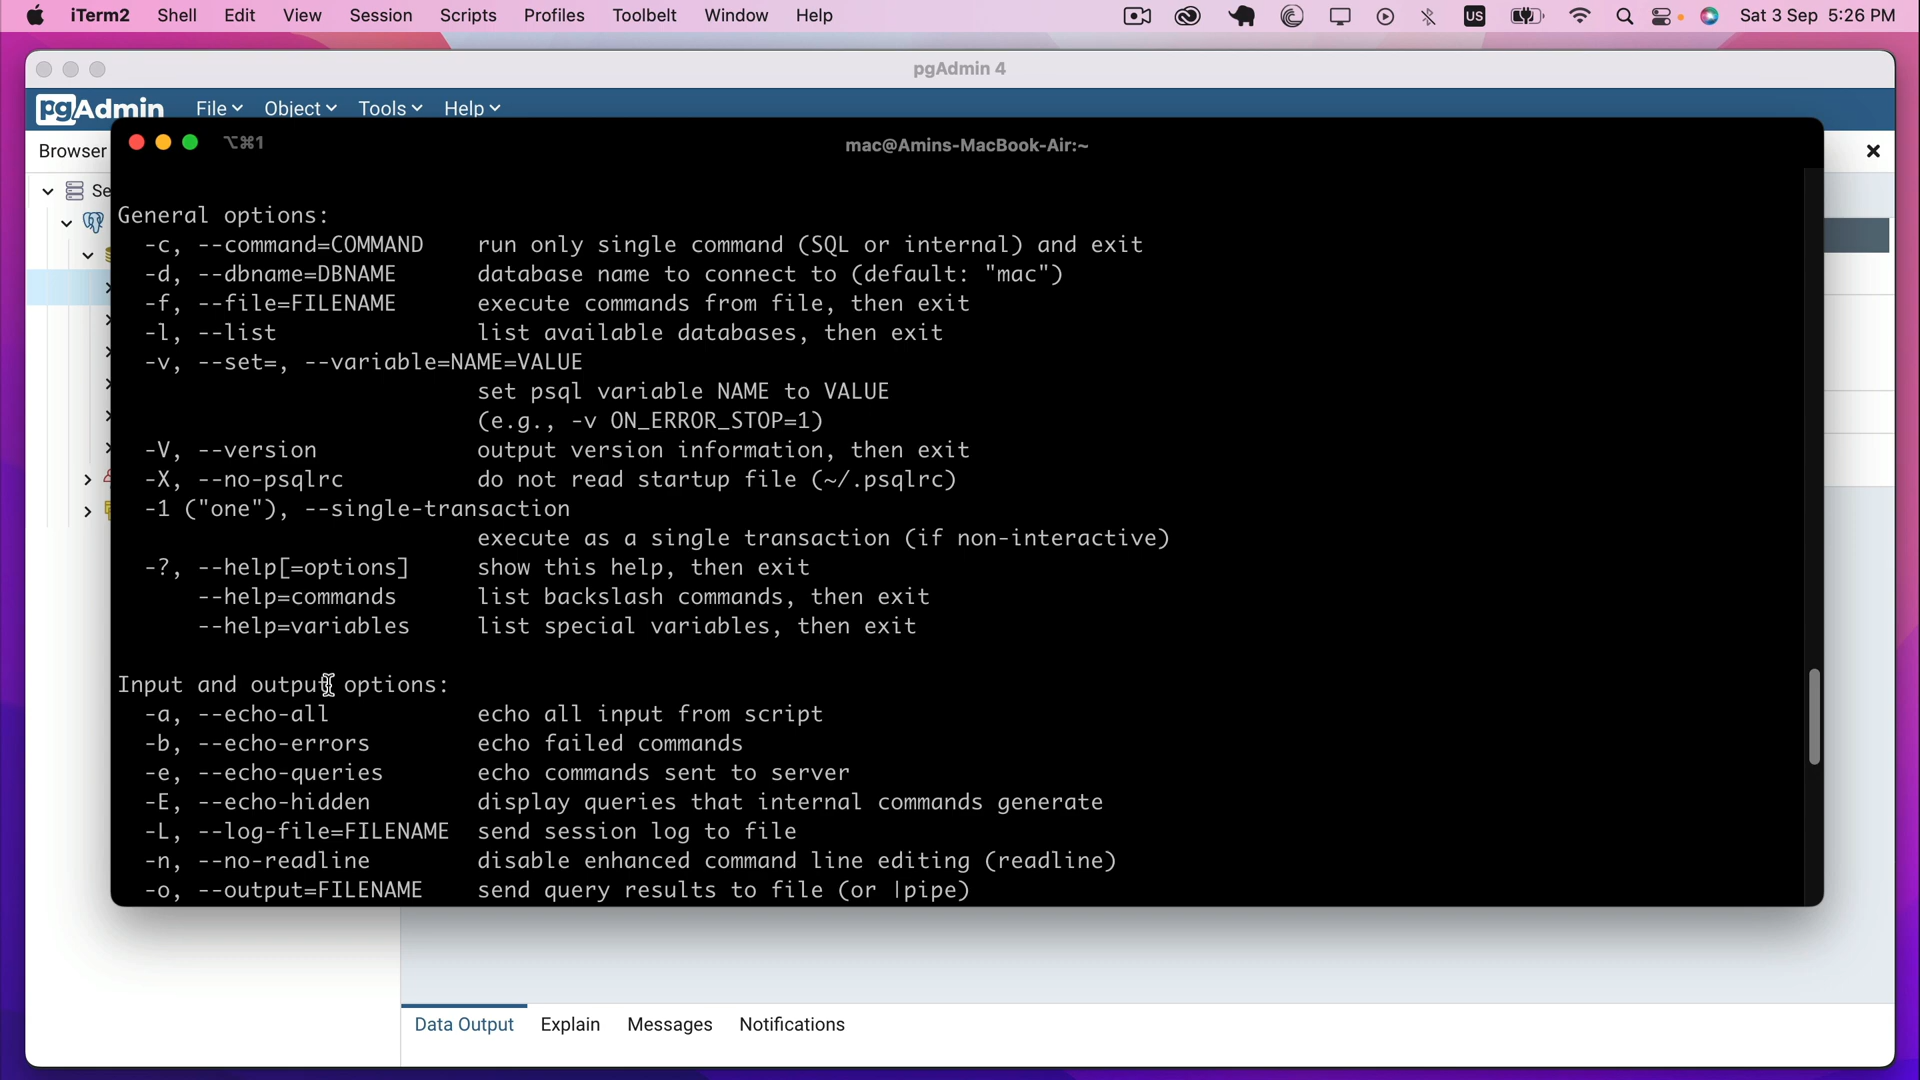 iTerm2 Shell Edit View Session Scripts Profiles Toolbelt Window Help US Sat 3 Sep 5:26 PM
pgAdmin 4
pgAdmin File Object Tools Help
⌥⌘1 mac@Amins-MacBook-Air:~
Browser
Se
General options:
-c, --command=COMMAND run only single command (SQL or internal) and exit
-d, --dbname=DBNAME database name to connect to (default: "mac")
-f, --file=FILENAME execute commands from file, then exit
-l, --list list available databases, then exit
-v, --set=, --variable=NAME=VALUE
set psql variable NAME to VALUE
(e.g., -v ON_ERROR_STOP=1)
-V, --version output version information, then exit
-X, --no-psqlrc do not read startup file (~/.psqlrc)
-1 ("one"), --single-transaction
execute as a single transaction (if non-interactive)
-?, --help[=options] show this help, then exit
--help=commands list backslash commands, then exit
--help=variables list special variables, then exit
Input and output options:
-a, --echo-all echo all input from script
-b, --echo-errors echo failed commands
-e, --echo-queries echo commands sent to server
-E, --echo-hidden display queries that internal commands generate
-L, --log-file=FILENAME send session log to file
-n, --no-readline disable enhanced command line editing (readline)
-o, --output=FILENAME send query results to file (or |pipe)
Data Output Explain Messages Notifications